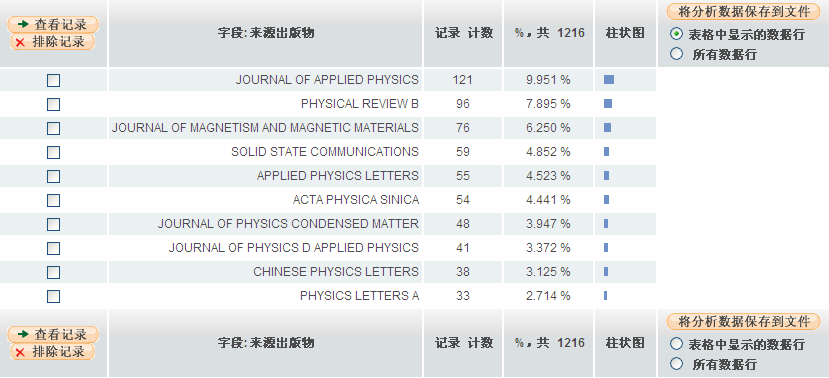 查看记录
排除记录
字段: 来源出版物
记录 计数
%，共 1216
柱状图
将分析数据保存到文件
表格中显示的数据行
所有数据行
JOURNAL OF APPLIED PHYSICS 121 9.951 %
PHYSICAL REVIEW B 96 7.895 %
JOURNAL OF MAGNETISM AND MAGNETIC MATERIALS 76 6.250 %
SOLID STATE COMMUNICATIONS 59 4.852 %
APPLIED PHYSICS LETTERS 55 4.523 %
ACTA PHYSICA SINICA 54 4.441 %
JOURNAL OF PHYSICS CONDENSED MATTER 48 3.947 %
JOURNAL OF PHYSICS D APPLIED PHYSICS 41 3.372 %
CHINESE PHYSICS LETTERS 38 3.125 %
PHYSICS LETTERS A 33 2.714 %
查看记录
排除记录
字段: 来源出版物
记录 计数
%，共 1216
柱状图
将分析数据保存到文件
表格中显示的数据行
所有数据行